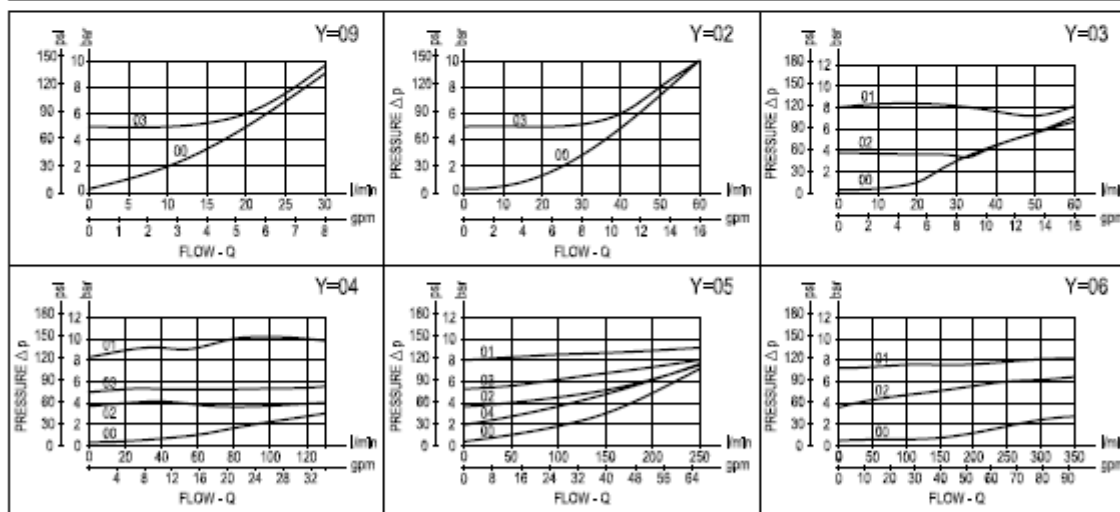 Y=09
psi bar
150 10
120 8
90 6
60 4
30 2
0 0
03
00
0 5 10 15 20 25 30 l/min
0 1 2 3 4 5 6 7 8 gpm
FLOW - Q
Y=02
psi bar
PRESSURE Δp
150 10
120 8
90 6
60 4
30 2
0 0
03
00
0 10 20 30 40 50 60 l/min
0 2 4 6 8 10 12 14 16 gpm
FLOW - Q
Y=03
psi bar
PRESSURE Δp
180 12
150 10
120 8
90 6
60 4
30 2
0 0
01
02
00
0 10 20 30 40 50 60 l/min
0 2 4 6 8 10 12 14 16 gpm
FLOW - Q
Y=04
psi bar
PRESSURE Δp
180 12
150 10
120 8
90 6
60 4
30 2
0 0
01
02
00
0 20 40 60 80 100 120 l/min
4 8 12 16 20 24 28 32 gpm
FLOW - Q
Y=05
psi bar
PRESSURE Δp
180 12
150 10
120 8
90 6
60 4
30 2
0 0
01
03
02
04
00
0 50 100 150 200 250 l/min
0 8 16 24 32 40 48 56 64 gpm
FLOW - Q
Y=06
psi bar
PRESSURE Δp
180 12
150 10
120 8
90 6
60 4
30 2
0 0
01
02
00
0 50 100 150 200 250 300 350 l/min
0 10 20 30 40 50 60 70 80 90 gpm
FLOW - Q